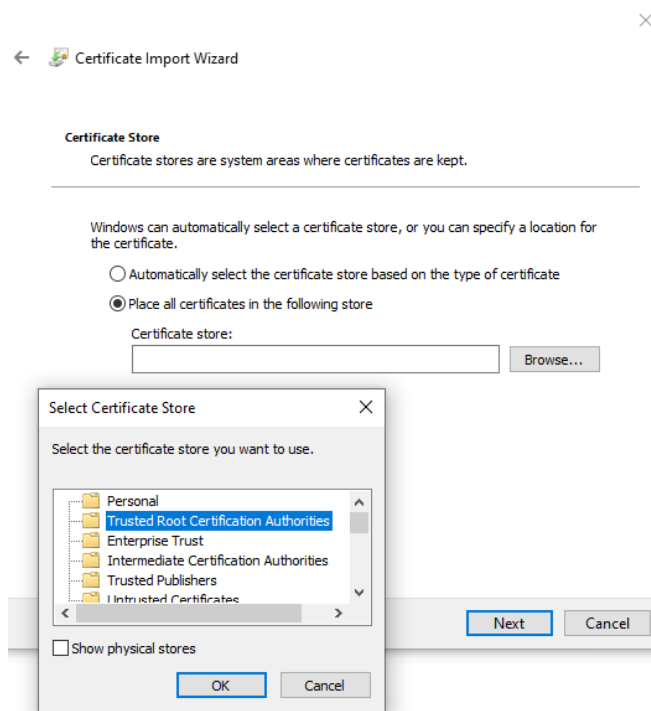 Certificate Import Wizard
Certificate Store
Certificate stores are system areas where certificates are kept.
Windows can automatically select a certificate store, or you can specify a location for
the certificate.
Automatically select the certificate store based on the type of certificate
Place all certificates in the following store
Certificate store:
Browse...
Select Certificate Store
Select the certificate store you want to use.
Personal
Trusted Root Certification Authorities
Enterprise Trust
Intermediate Certification Authorities
Trusted Publishers
Untrusted Certificates
Show physical stores
OK Cancel
Next Cancel